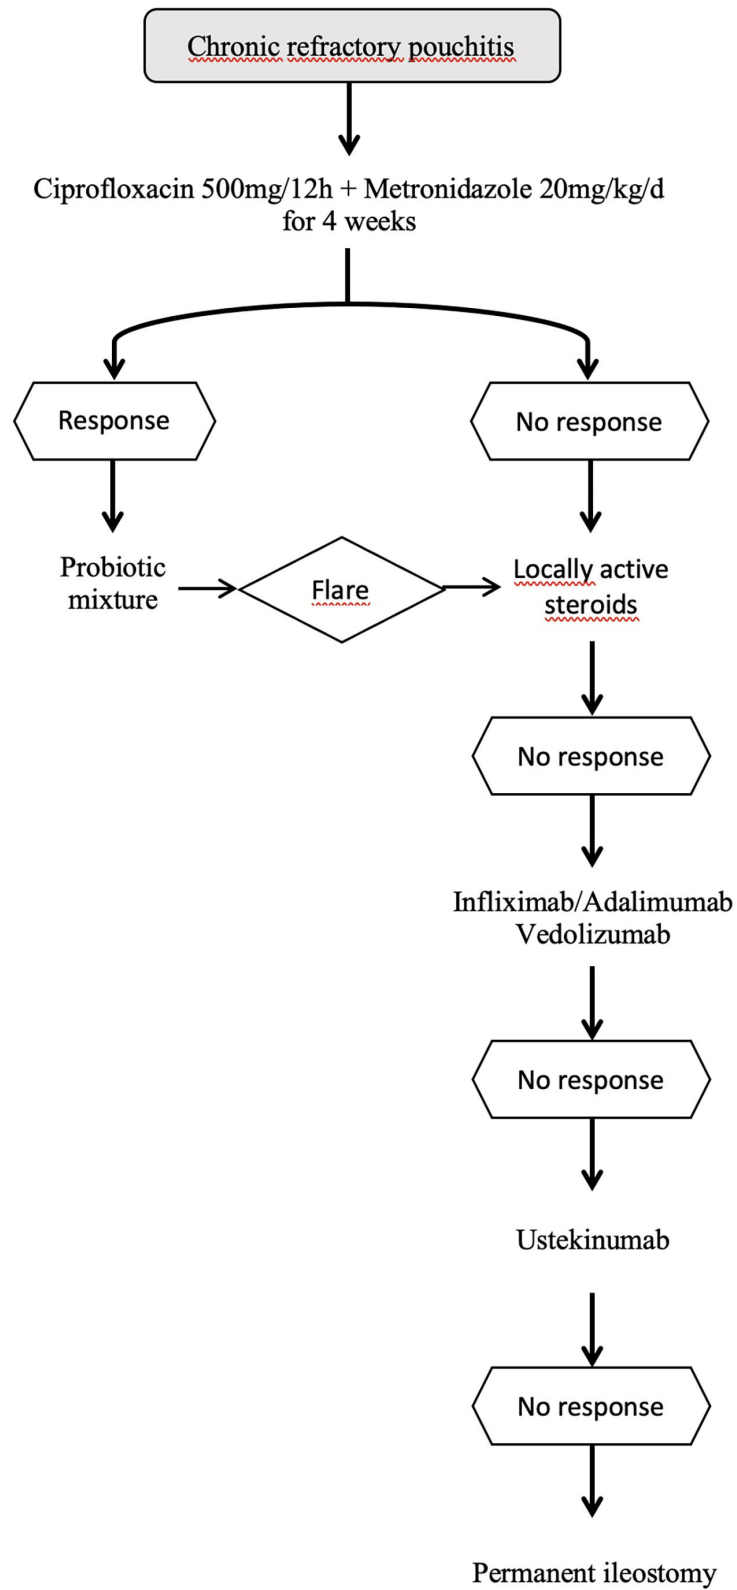 Chronic refractory pouchitis
Ciprofloxacin 500mg/12h + Metronidazole 20mg/kg/d
for 4 weeks
Response
No response
Probiotic
mixture
Flare
Locally active
steroids
No response
Infliximab/Adalimumab
Vedolizumab
No response
Ustekinumab
No response
Permanent ileostomy